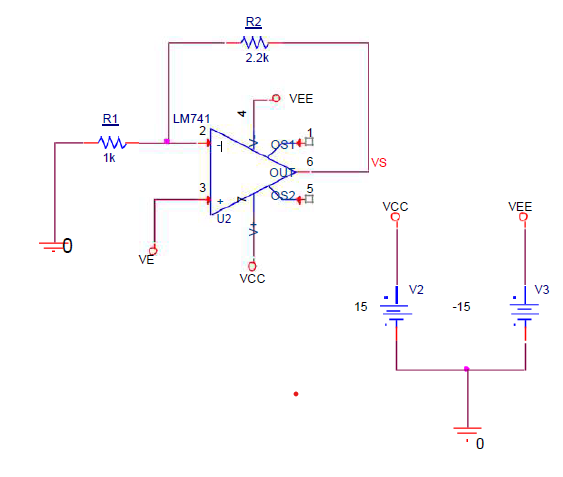 R2
2.2k
VEE
4
R1
LM741
2
1
-
V-
OS1
1k
6
OUT
VS
3
+
OS2
5
U2
V+
VE
0
VCC
VCC
VEE
V2
V3
15
-15
0